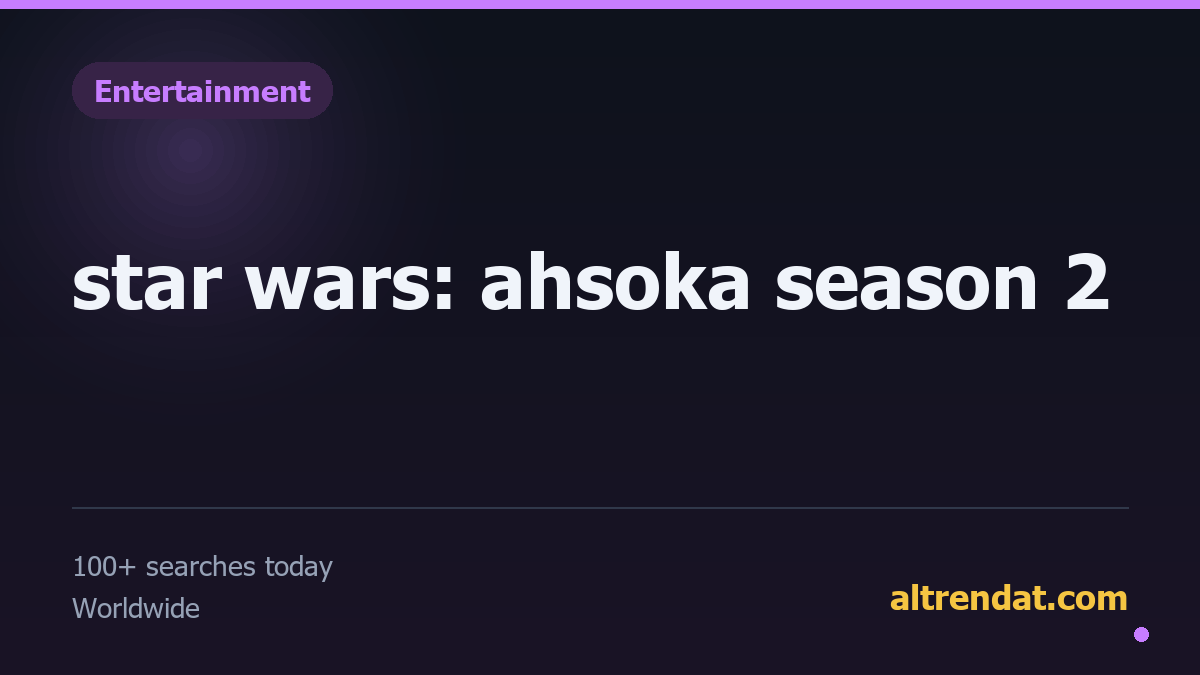 Entertainment
star wars: ahsoka season 2
100+ searches today
Worldwide
altrendat.com